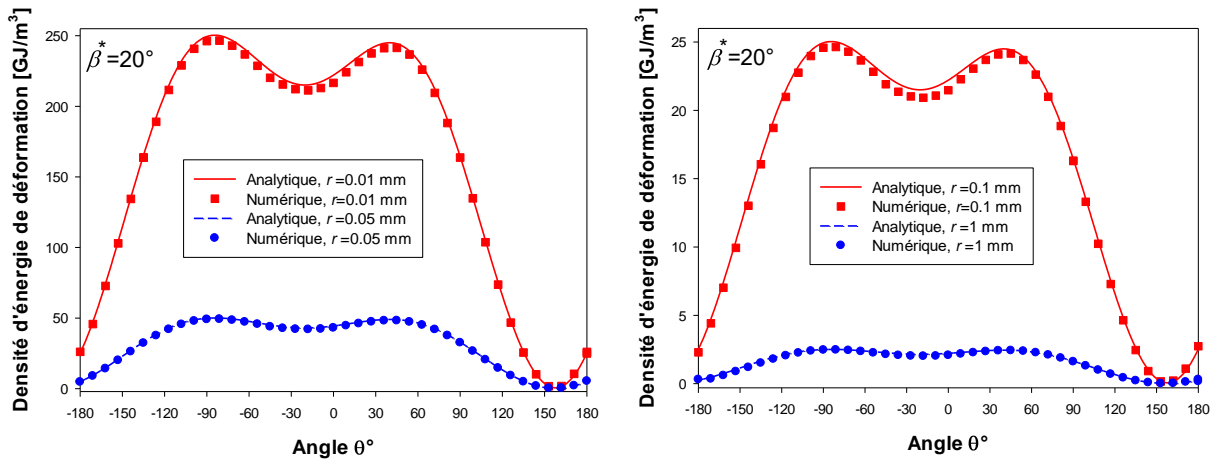 Densité d'énergie de déformation [GJ/m³]
β*=20°
250
200
150
100
50
0
Analytique, r=0.01 mm
Numérique, r=0.01 mm
Analytique, r=0.05 mm
Numérique, r=0.05 mm
-180 -150 -120 -90 -60 -30 0 30 60 90 120 150 180
Angle θ°
Densité d'énergie de déformation [GJ/m³]
β*=20°
25
20
15
10
5
0
Analytique, r=0.1 mm
Numérique, r=0.1 mm
Analytique, r=1 mm
Numérique, r=1 mm
-180 -150 -120 -90 -60 -30 0 30 60 90 120 150 180
Angle θ°